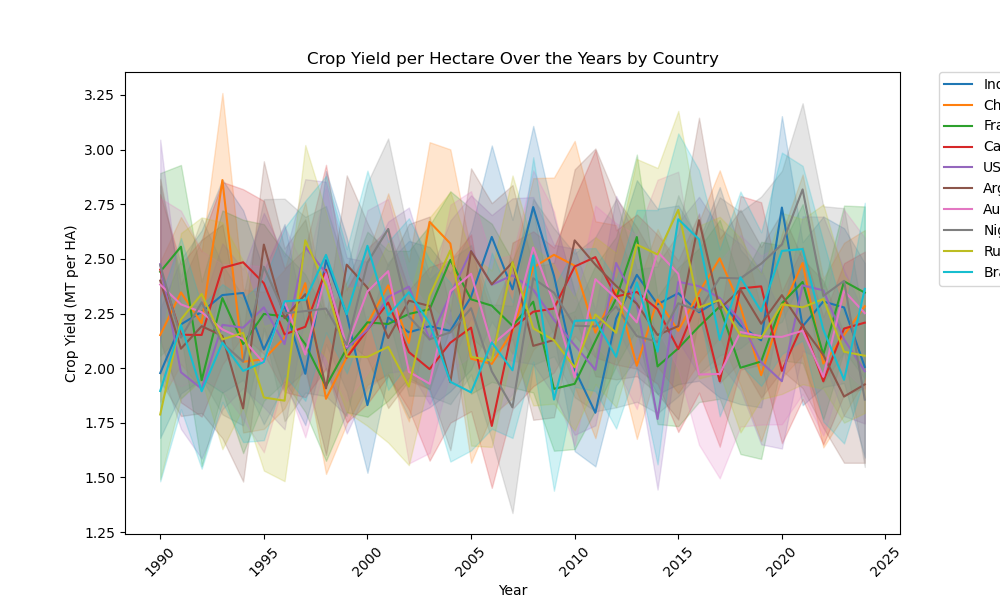 Crop Yield per Hectare Over the Years by Country
Crop Yield (MT per HA)
3.25
3.00
2.75
2.50
2.25
2.00
1.75
1.50
1.25
1990
1995
2000
2005
2010
2015
2020
2025
Year
Ch
Fra
Ca
US
Arg
Au
Nig
Ru
Bra